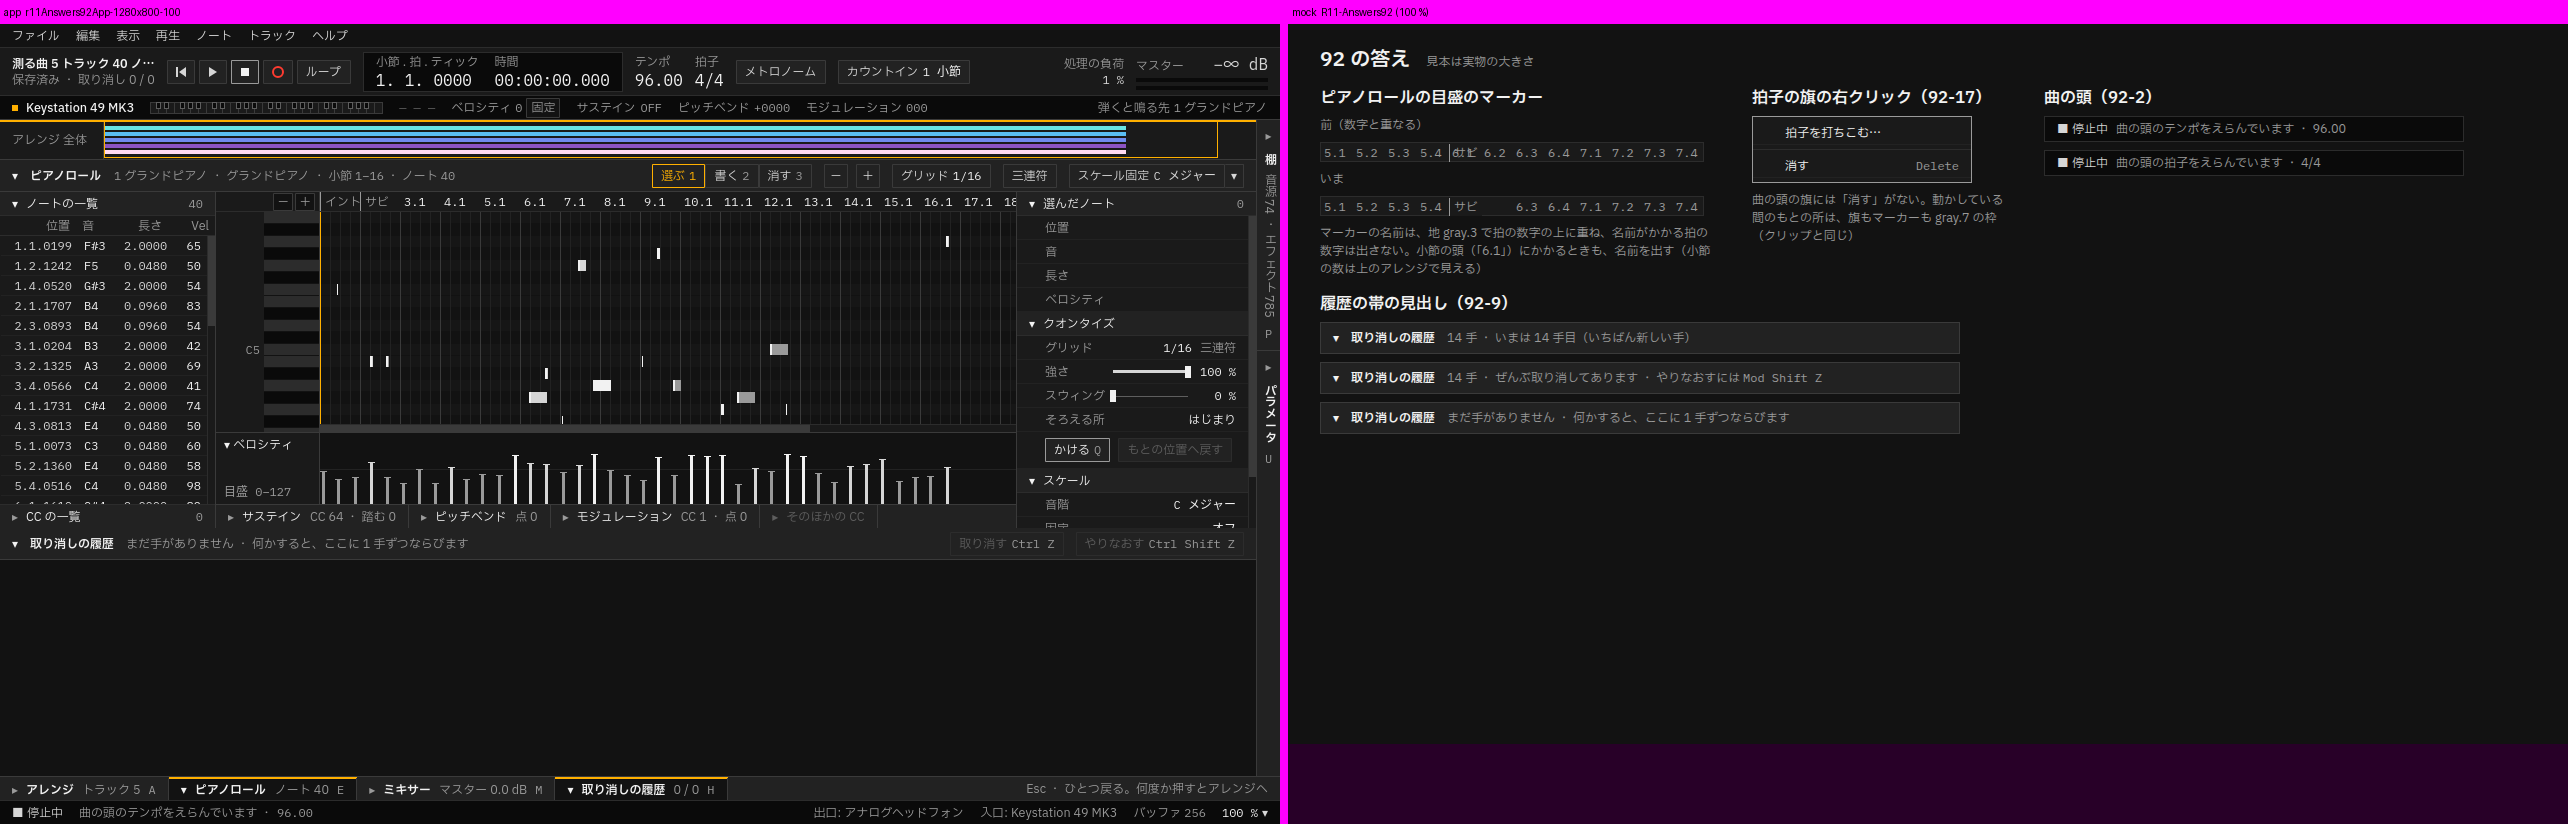 app r11Answers92App-1280x800-100
ファイル 編集 表示 再生 ノート トラック ヘルプ
測る曲 5 トラック 40 ノ…
保存済み · 取り消し 0 / 0
ループ
小節 . 拍 . ティック 時間
1. 1. 0000 00:00:00.000
テンポ 拍子
96.00 4/4
メトロノーム
カウントイン 1 小節
処理の負荷
1 %
マスター -∞ dB
Keystation 49 MK3
— — —
ベロシティ 0 固定
サステイン OFF
ピッチベンド +0000
モジュレーション 000
弾くと鳴る先 1 グランドピアノ
アレンジ 全体
▾ ピアノロール 1 グランドピアノ · グランドピアノ · 小節 1-16 · ノート 40
選ぶ 1 書く 2 消す 3 − +
グリッド 1/16 三連符 スケール固定 C メジャー ▾
▾ ノートの一覧 40
位置 音 長さ Vel
1.1.0199 F#3 2.0000 65
1.2.1242 F5 0.0480 50
1.4.0520 G#3 2.0000 54
2.1.1707 B4 0.0960 83
2.3.0893 B4 0.0960 54
3.1.0204 B3 2.0000 42
3.2.1325 A3 2.0000 69
3.4.0566 C4 2.0000 41
4.1.1731 C#4 2.0000 74
4.3.0813 E4 0.0480 50
5.1.0073 C3 0.0480 60
5.2.1360 E4 0.0480 58
5.4.0516 C4 0.0480 98
▸ CC の一覧 0
− + イント サビ 3.1 4.1 5.1 6.1 7.1 8.1 9.1 10.1 11.1 12.1 13.1 14.1 15.1 16.1 17.1 18
C5
▾ ベロシティ
目盛 0-127
▸ サステイン CC 64 · 踏む 0
▸ ピッチベンド 点 0
▸ モジュレーション CC 1 · 点 0
▸ そのほかの CC
▾ 選んだノート 0
位置
音
長さ
ベロシティ
▾ クオンタイズ
グリッド 1/16 三連符
強さ 100 %
スウィング 0 %
そろえる所 はじまり
かける Q もとの位置へ戻す
▾ スケール
音階 C メジャー
固定 オフ
▸ 棚 音源 74 · エフェクト 785 P
▸ パラメータ U
▾ 取り消しの履歴 まだ手がありません · 何かすると、ここに 1 手ずつならびます
取り消す Ctrl Z やりなおす Ctrl Shift Z
▸ アレンジ トラック 5 A
▾ ピアノロール ノート 40 E
▸ ミキサー マスター 0.0 dB M
▾ 取り消しの履歴 0 / 0 H
Esc · ひとつ戻る。何度か押すとアレンジへ
■ 停止中 曲の頭のテンポをえらんでいます · 96.00
出口: アナログヘッドフォン 入口: Keystation 49 MK3 バッファ 256 100 % ▾
mock R11-Answers92 (100 %)
92 の答え 見本は実物の大きさ
ピアノロールの目盛のマーカー
前（数字と重なる）
5.1 5.2 5.3 5.4 サビ 6.2 6.3 6.4 7.1 7.2 7.3 7.4
いま
5.1 5.2 5.3 5.4 サビ 6.3 6.4 7.1 7.2 7.3 7.4
マーカーの名前は、地 gray.3 で拍の数字の上に重ね、名前がかかる拍の
数字は出さない。小節の頭（「6.1」）にかかるときも、名前を出す（小節
の数は上のアレンジで見える）
拍子の旗の右クリック（92-17）
拍子を打ちこむ…
消す Delete
曲の頭の旗には「消す」がない。動かしている
間のもとの所は、旗もマーカーも gray.7 の枠
（クリップと同じ）
曲の頭（92-2）
■ 停止中 曲の頭のテンポをえらんでいます · 96.00
■ 停止中 曲の頭の拍子をえらんでいます · 4/4
履歴の帯の見出し（92-9）
▾ 取り消しの履歴 14 手 · いまは 14 手目（いちばん新しい手）
▾ 取り消しの履歴 14 手 · ぜんぶ取り消してあります · やりなおすには Mod Shift Z
▾ 取り消しの履歴 まだ手がありません · 何かすると、ここに 1 手ずつならびます